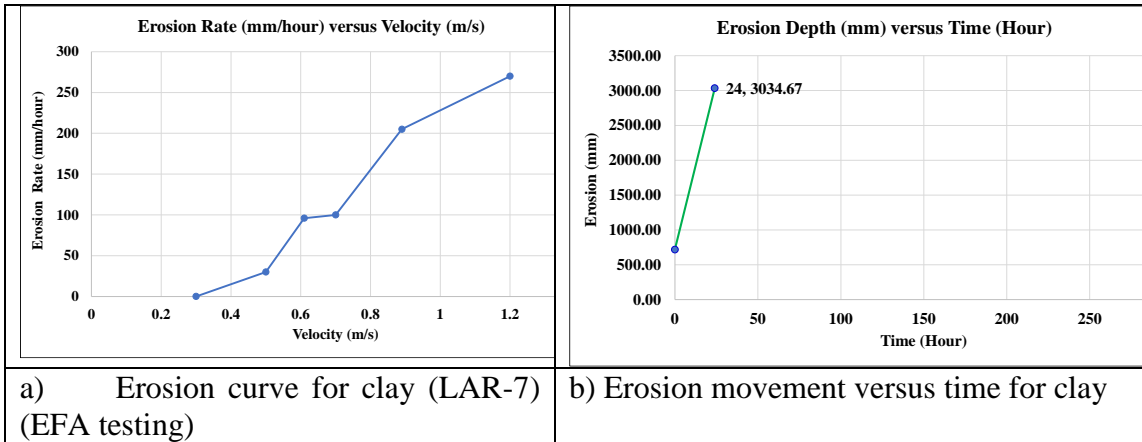 Erosion Rate (mm/hour) versus Velocity (m/s)
300
250
200
150
100
50
0
Erosion Rate (mm/hour)
0 0.2 0.4 0.6 0.8 1 1.2
Velocity (m/s)
Erosion Depth (mm) versus Time (Hour)
3500.00
3000.00
2500.00
2000.00
1500.00
1000.00
500.00
0.00
Erosion (mm)
24, 3034.67
0 50 100 150 200 250
Time (Hour)
a) Erosion curve for clay (LAR-7)
(EFA testing)
b) Erosion movement versus time for clay